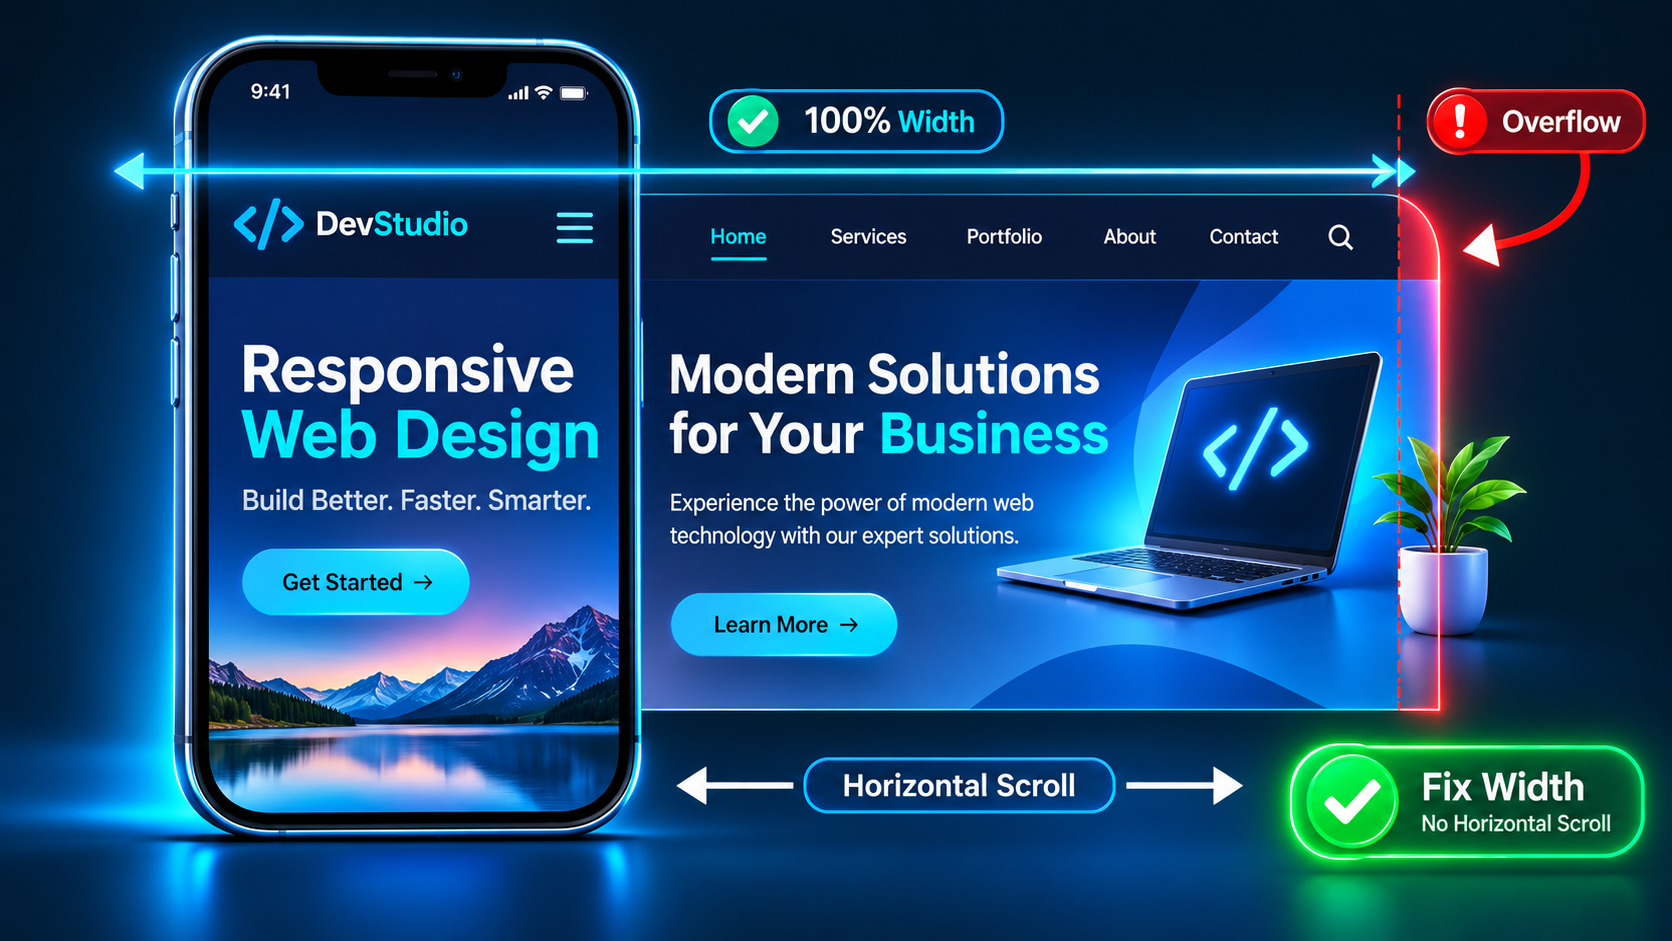 9:41
100% Width
Overflow
</> DevStudio
Home Services Portfolio About Contact
Responsive
Web Design
Build Better. Faster. Smarter.
Get Started →
Modern Solutions
for Your Business
Experience the power of modern web
technology with our expert solutions.
Learn More →
</>
Horizontal Scroll
Fix Width
No Horizontal Scroll